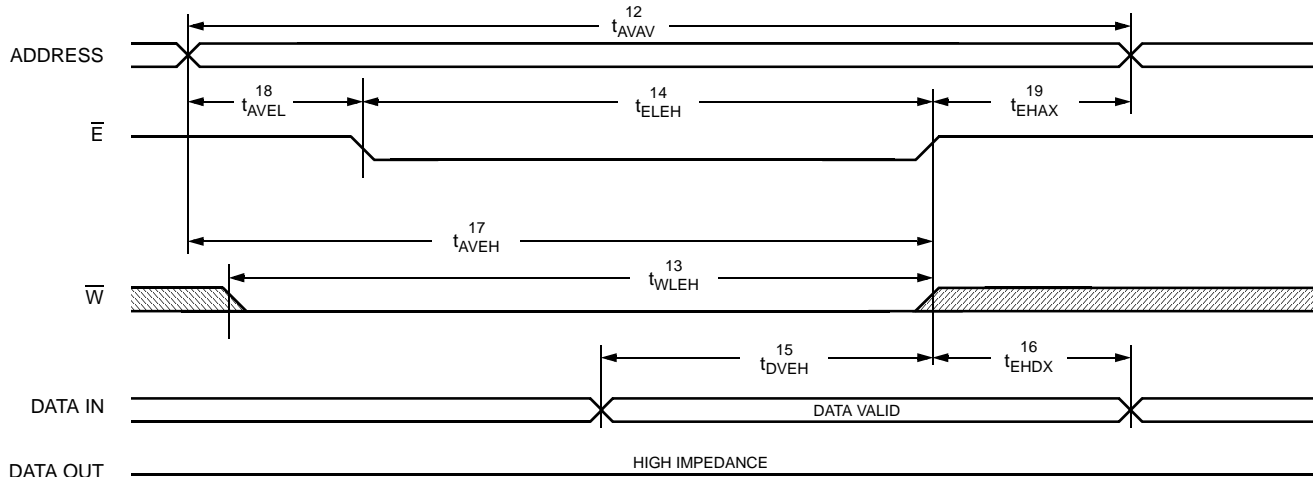 12
tAVAV
ADDRESS
18
tAVEL
14
tELEH
19
tEHAX
E
17
tAVEH
13
tWLEH
W
15
tDVEH
16
tEHDX
DATA IN
DATA VALID
DATA OUT
HIGH IMPEDANCE